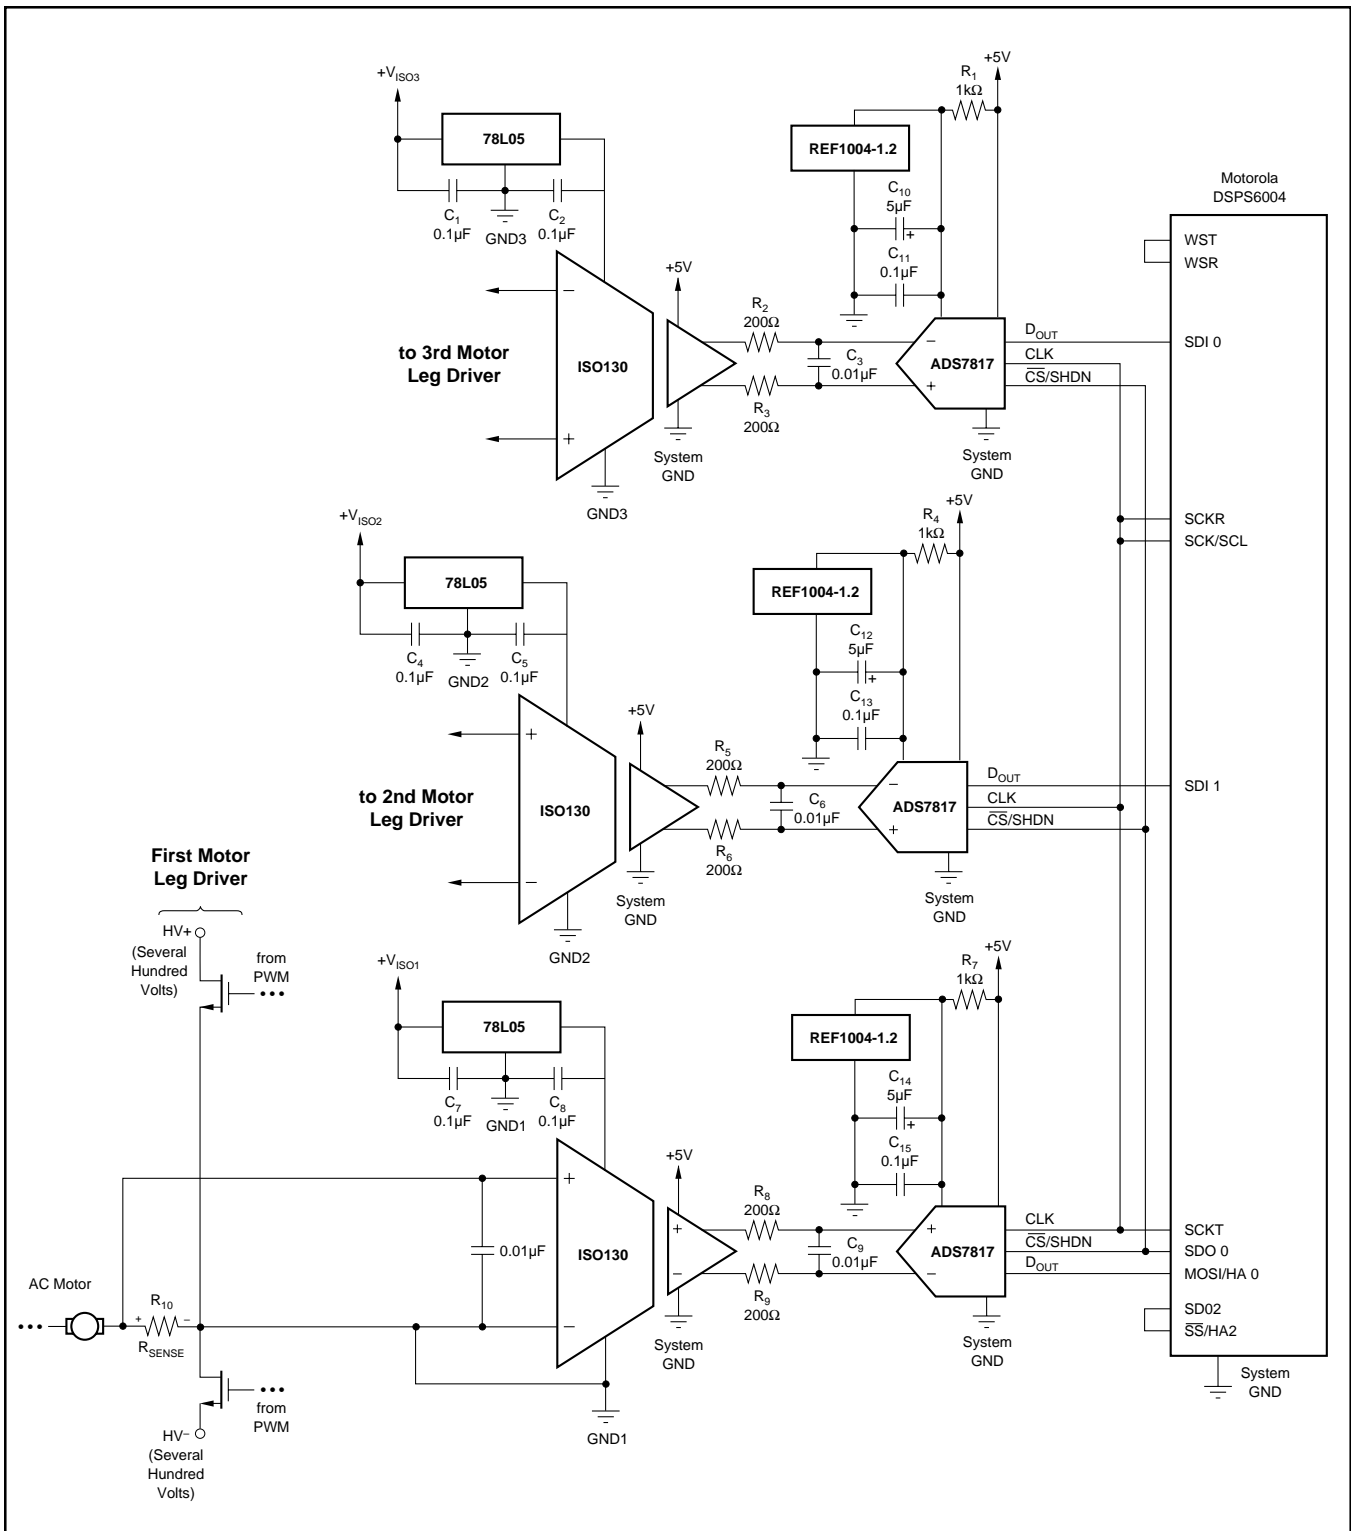 +5V
R1
1kΩ
+VISO3
78L05
REF1004-1.2
C10
5µF
+
C1
0.1µF
GND3
C2
0.1µF
C11
0.1µF
Motorola
DSPS6004
WST
WSR
+5V
R2
200Ω
–
to 3rd Motor
Leg Driver
ISO130
C3
0.01µF
–
ADS7817
+
DOUT
CLK
CS/SHDN
SDI 0
+
R3
200Ω
System
GND
System
GND
GND3
+5V
R4
1kΩ
SCKR
SCK/SCL
+VISO2
78L05
REF1004-1.2
C12
5µF
+
C4
0.1µF
GND2
C5
0.1µF
C13
0.1µF
+5V
R5
200Ω
+
to 2nd Motor
Leg Driver
ISO130
C6
0.01µF
–
ADS7817
+
DOUT
CLK
CS/SHDN
SDI 1
–
R6
200Ω
System
GND
System
GND
GND2
First Motor
Leg Driver
HV+
(Several
Hundred
Volts)
from
PWM
+5V
R7
1kΩ
+VISO1
78L05
REF1004-1.2
C14
5µF
+
C7
0.1µF
GND1
C8
0.1µF
C15
0.1µF
+5V
R8
200Ω
+
0.01µF
ISO130
–
+
–
C9
0.01µF
+
ADS7817
–
CLK
CS/SHDN
DOUT
SCKT
SDO 0
MOSI/HA 0
R9
200Ω
AC Motor
R10
+
–
RSENSE
System
GND
System
GND
SD02
SS/HA2
System
GND
from
PWM
GND1
HV–
(Several
Hundred
Volts)